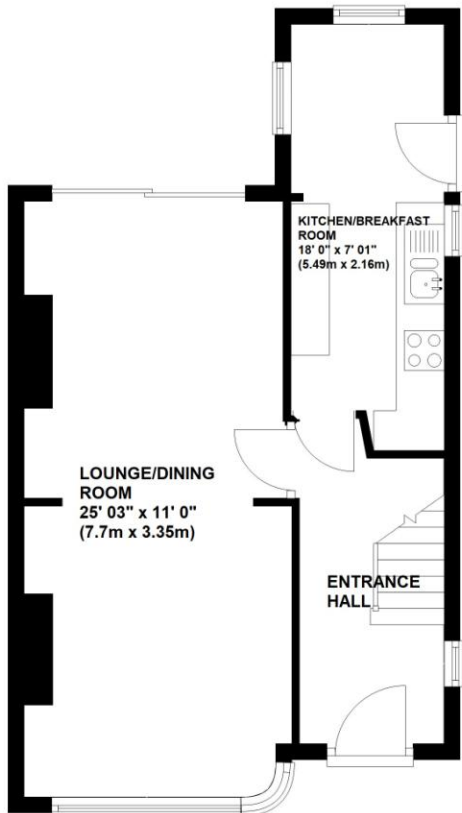 KITCHEN/BREAKFAST
ROOM
18' 0" x 7' 01"
(5.49m x 2.16m)
LOUNGE/DINING
ROOM
25' 03" x 11' 0"
(7.7m x 3.35m)
ENTRANCE
HALL